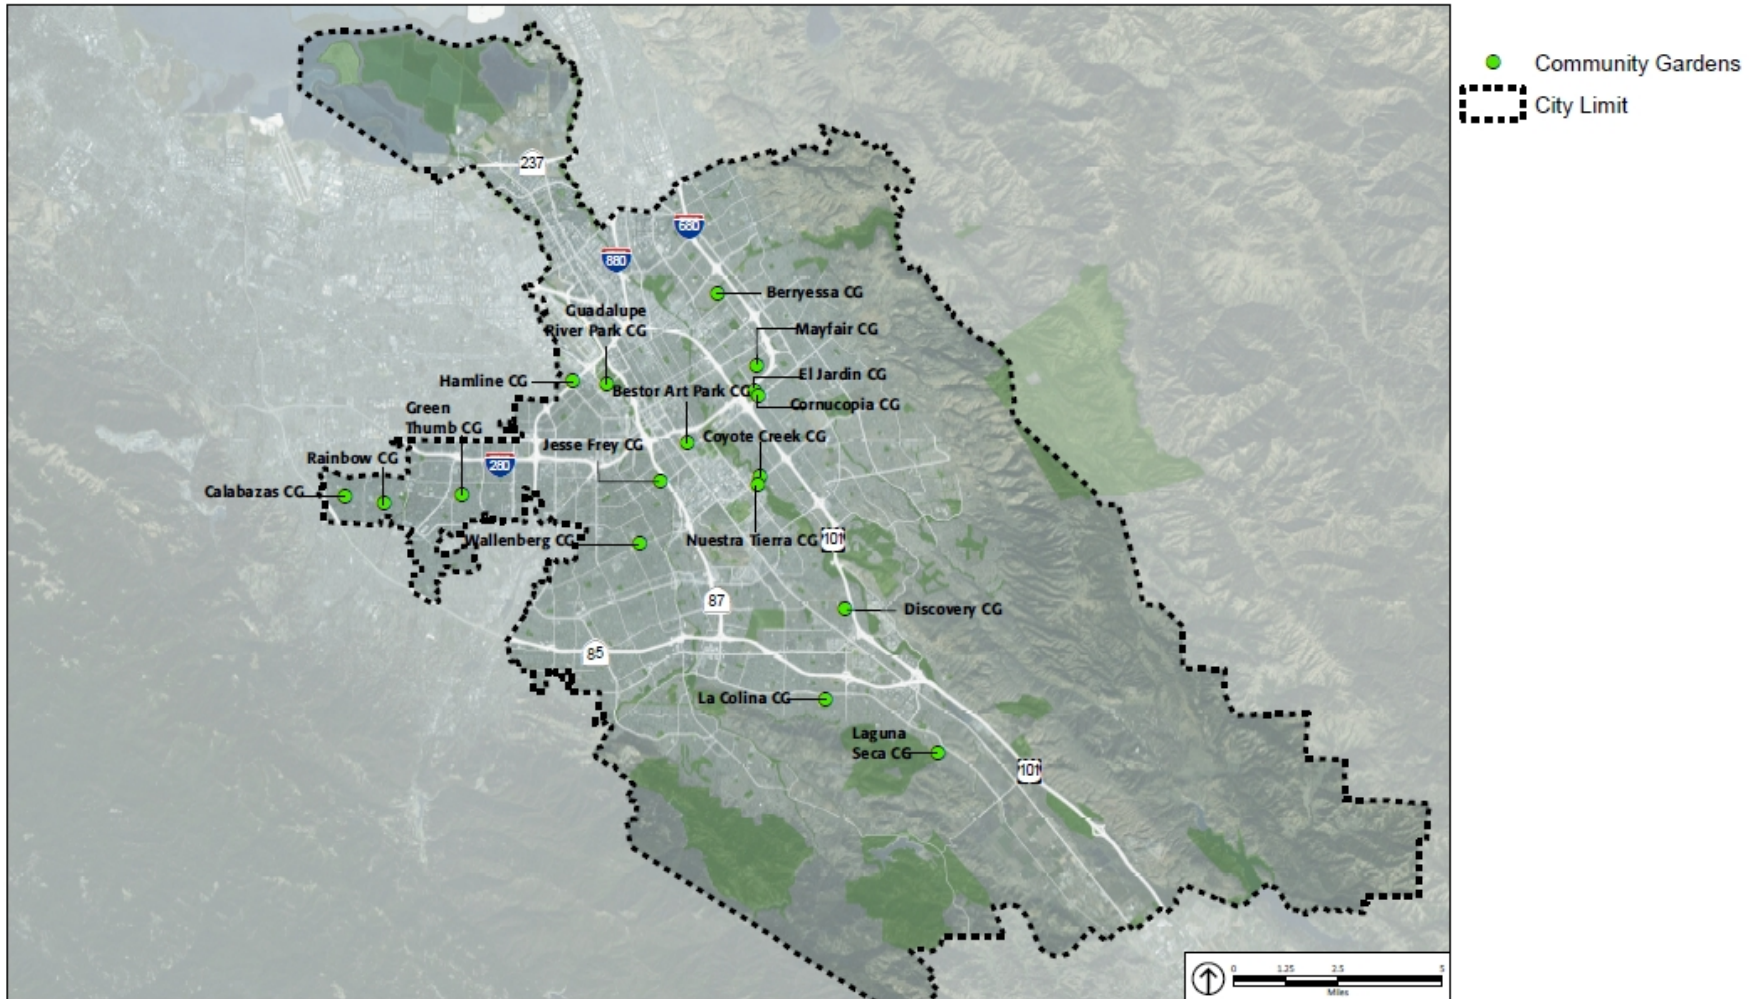 Community Gardens
City Limit
237
680
880
Berryessa CG
Guadalupe
River Park CG
Mayfair CG
Hamline CG
El Jardin CG
Bestor Art Park CG
Cornucopia CG
Green
Thumb CG
Coyote Creek CG
Jesse Frey CG
Rainbow CG
280
Calabazas CG
Wallenberg CG
Nuestra Tierra CG
101
87
Discovery CG
85
La Colina CG
Laguna
Seca CG
101
0 1.25 2.5 5
Miles